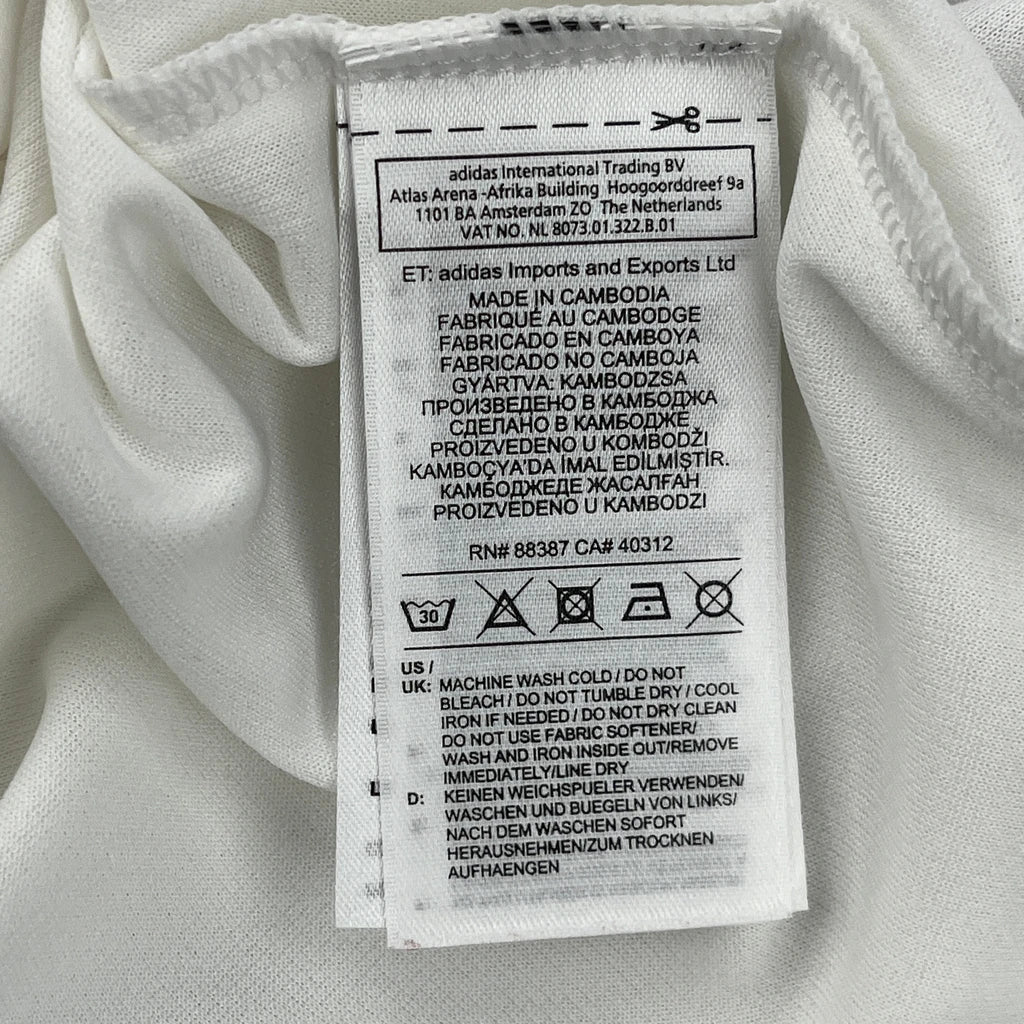 adidas International Trading BV
Atlas Arena -Afrika Building Hoogoorddreef 9a
1101 BA Amsterdam ZO The Netherlands
VAT NO. NL 8073.01.322.B.01
ET: adidas Imports and Exports Ltd
MADE IN CAMBODIA
FABRIQUÉ AU CAMBODGE
FABRICADO EN CAMBOYA
FABRICADO NO CAMBOJA
GYÁRTVA: KAMBODZSA
ПРОИЗВЕДЕНО В КАМБОДЖА
СДЕЛАНО В КАМБОДЖЕ
PROIZVEDENO U KOMBODŽI
KAMBOÇYA'DA İMAL EDİLMİŞTİR.
КАМБОДЖЕДЕ ЖАСАЛҒАН
PROIZVEDENO U KAMBODZI
RN# 88387 CA# 40312
30
US /
UK: MACHINE WASH COLD / DO NOT
BLEACH / DO NOT TUMBLE DRY / COOL
IRON IF NEEDED / DO NOT DRY CLEAN
DO NOT USE FABRIC SOFTENER/
WASH AND IRON INSIDE OUT/REMOVE
IMMEDIATELY/LINE DRY
D: KEINEN WEICHSPUELER VERWENDEN/
WASCHEN UND BUEGELN VON LINKS/
NACH DEM WASCHEN SOFORT
HERAUSNEHMEN/ZUM TROCKNEN
AUFHAENGEN